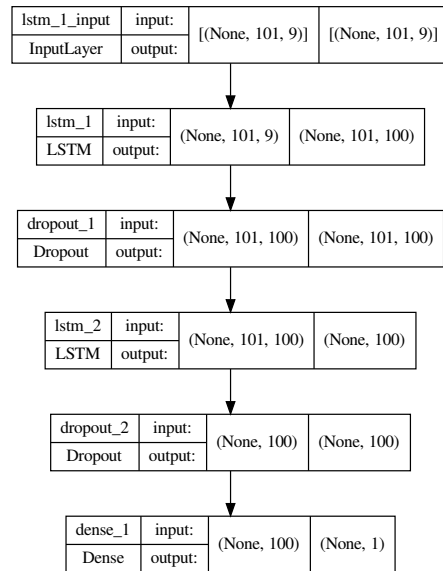 lstm_1_input input: [(None, 101, 9)] [(None, 101, 9)]
InputLayer output:
lstm_1 input: (None, 101, 9) (None, 101, 100)
LSTM output:
dropout_1 input: (None, 101, 100) (None, 101, 100)
Dropout output:
lstm_2 input: (None, 101, 100) (None, 100)
LSTM output:
dropout_2 input: (None, 100) (None, 100)
Dropout output:
dense_1 input: (None, 100) (None, 1)
Dense output: